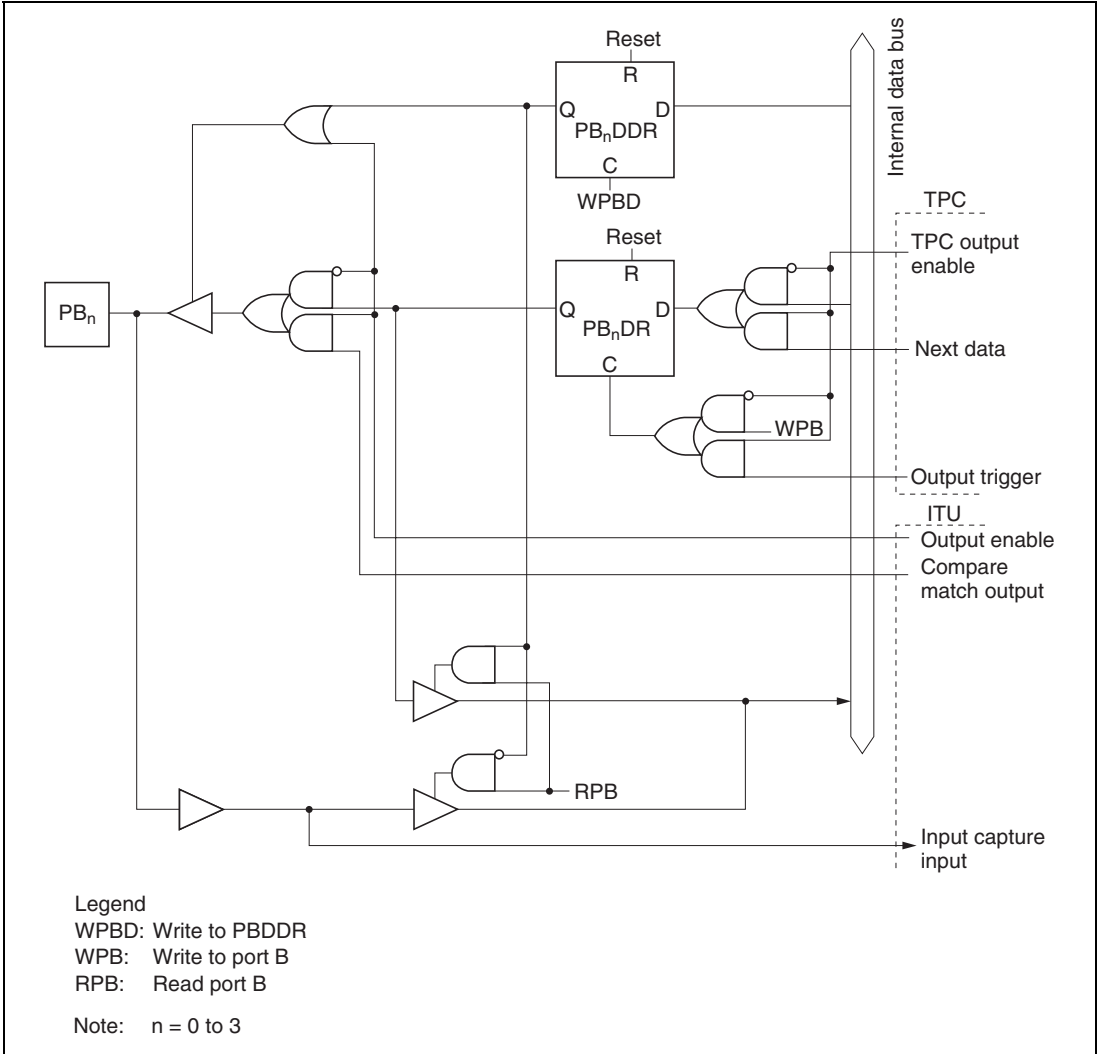 Reset
R
Q
D
PBnDDR
C
WPBD
Internal data bus
TPC
TPC output
enable
Reset
R
Q
D
PBnDR
C
PBn
Next data
WPB
Output trigger
ITU
Output enable
Compare
match output
RPB
Input capture
input
Legend
WPBD: Write to PBDDR
WPB: Write to port B
RPB: Read port B
Note: n = 0 to 3